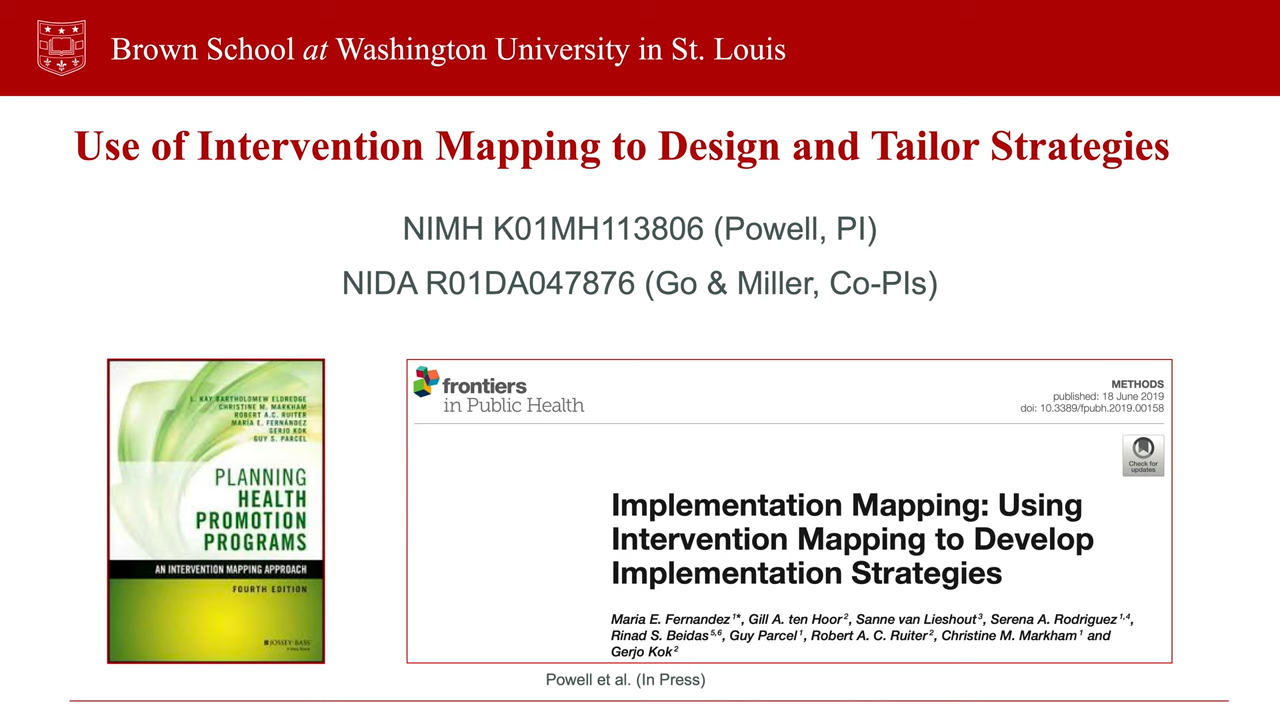 Brown School at Washington University in St. Louis
Use of Intervention Mapping to Design and Tailor Strategies
NIMH K01MH113806 (Powell, PI)
NIDA R01DA047876 (Go & Miller, Co-PIs)
L. KAY BARTHOLOMEW ELDREDGE
CHRISTINE M. MARKHAM
ROBERT A.C. RUITER
MARÍA E. FERNÁNDEZ
GERJO KOK
GUY S. PARCEL
PLANNING
HEALTH
PROMOTION
PROGRAMS
AN INTERVENTION MAPPING APPROACH
FOURTH EDITION
JOSSEY-BASS
A Wiley Brand
frontiers
in Public Health
METHODS
published: 18 June 2019
doi: 10.3389/fpubh.2019.00158
Check for
updates
Implementation Mapping: Using
Intervention Mapping to Develop
Implementation Strategies
Maria E. Fernandez 1*, Gill A. ten Hoor 2, Sanne van Lieshout 3, Serena A. Rodriguez 1,4,
Rinad S. Beidas 5,6, Guy Parcel 1, Robert A. C. Ruiter 2, Christine M. Markham 1 and
Gerjo Kok 2
Powell et al. (In Press)